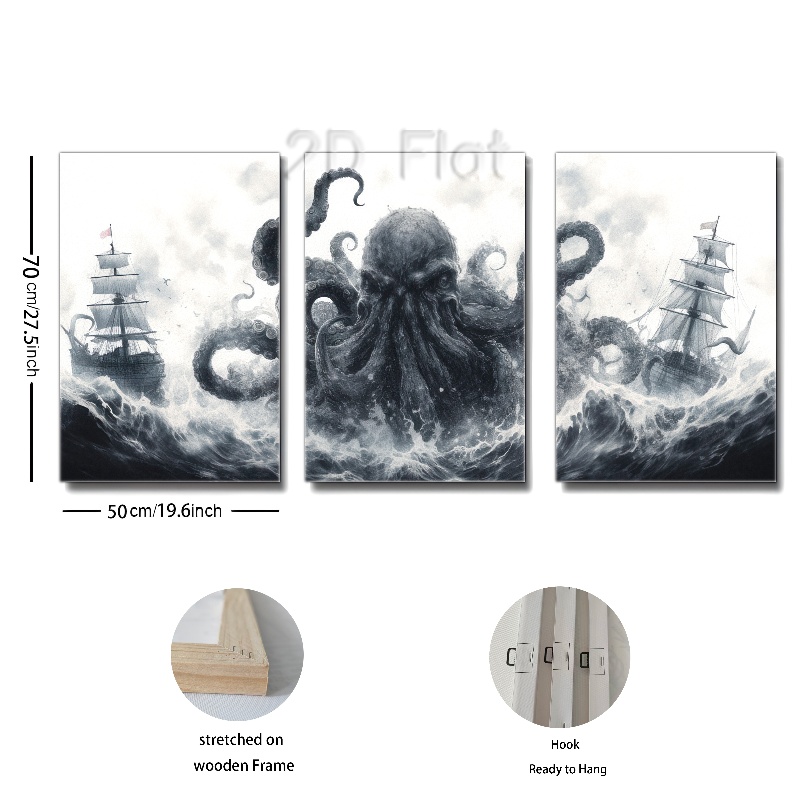 2D Flat
70 cm/27.5inch
50cm/19.6inch
stretched on
wooden Frame
Hook
Ready to Hang